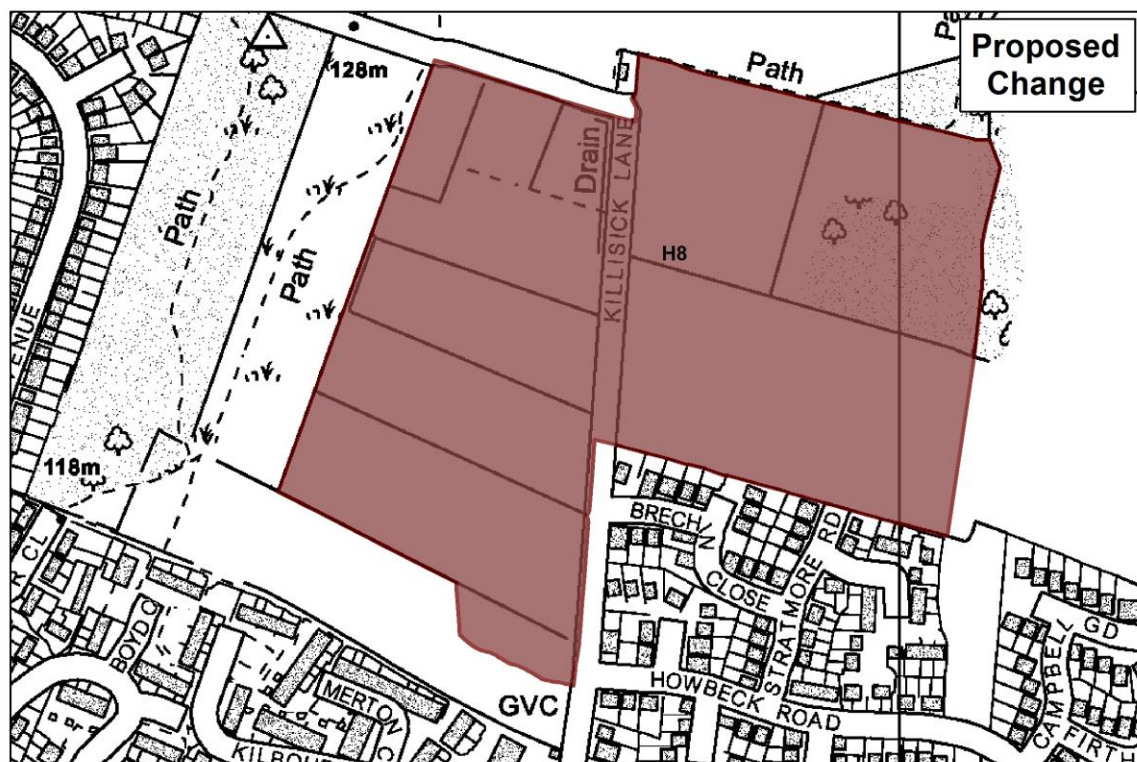 Proposed
Change
Path
128m
Path
Path
Drain
KILLISICK LANE
H8
ENUE
118m
BRECHIN
CLOSE
STRATMORE RD
HOWBECK ROAD
GVC
MERTON
BOYD
CL
CAMPBELL
GD
FIRTH